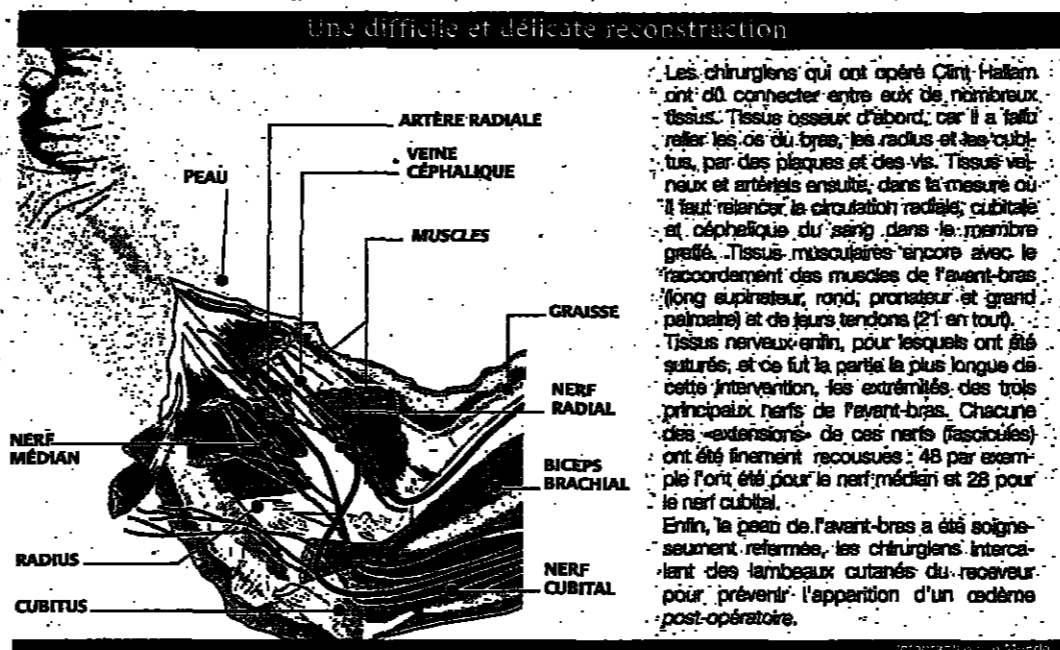 Une difficile et délicate reconstruction
ARTÈRE RADIALE
VEINE
CÉPHALIQUE
PEAU
MUSCLES
GRAISSE
NERF
RADIAL
NERF
MÉDIAN
BICEPS
BRACHIAL
RADIUS
NERF
CUBITAL
CUBITUS
Les chirurgiens qui ont opéré Clint Hallam
ont dû connecter entre eux de nombreux
tissus. Tissus osseux d'abord, car il a fallu
relier les os du bras, les radius et les cubi-
tus, par des plaques et des vis. Tissus vei-
neux et artériels ensuite, dans la mesure où
il faut relancer la circulation radiale, cubitale
et céphalique du sang dans le membre
greffé. Tissus musculaires encore avec le
raccordement des muscles de l'avant-bras
(long supinateur, rond, pronateur et grand
palmaire) et de leurs tendons (21 en tout).
Tissus nerveux enfin, pour lesquels ont été
suturés, et ce fut la partie la plus longue de
cette intervention, les extrémités des trois
principaux nerfs de l'avant-bras. Chacune
des «extensions» de ces nerfs (fascicules)
ont été finement recousues : 48 par exem-
ple l'ont été pour le nerf médian et 28 pour
le nerf cubital.
Enfin, la peau de l'avant-bras a été soigne-
seument refermée, les chirurgiens interca-
lant des lambeaux cutanés du receveur
pour prévenir l'apparition d'un œdème
post-opératoire.